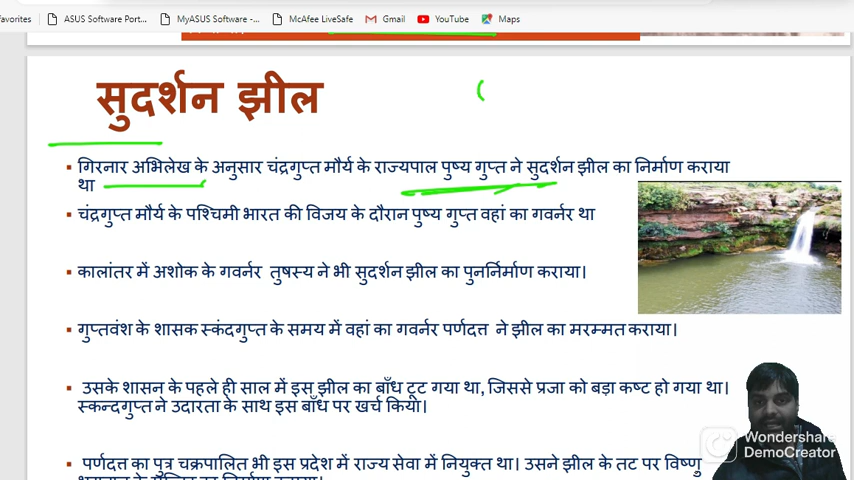 avorites ASUS Software Port... MyASUS Software -... McAfee LiveSafe Gmail YouTube Maps
सुदर्शन झील
गिरनार अभिलेख के अनुसार चंद्रगुप्त मौर्य के राज्यपाल पुष्य गुप्त ने सुदर्शन झील का निर्माण कराया
था
चंद्रगुप्त मौर्य के पश्चिमी भारत की विजय के दौरान पुष्य गुप्त वहां का गवर्नर था
कालांतर में अशोक के गवर्नर तुषस्य ने भी सुदर्शन झील का पुनर्निर्माण कराया।
गुप्तवंश के शासक स्कंदगुप्त के समय में वहां का गवर्नर पर्णदत्त ने झील का मरम्मत कराया।
उसके शासन के पहले ही साल में इस झील का बाँध टूट गया था, जिससे प्रजा को बड़ा कष्ट हो गया था।
स्कन्दगुप्त ने उदारता के साथ इस बाँध पर खर्च किया।
पर्णदत्त का पुत्र चक्रपालित भी इस प्रदेश में राज्य सेवा में नियुक्त था। उसने झील के तट पर विष्णु
Wondershare
DemoCreator